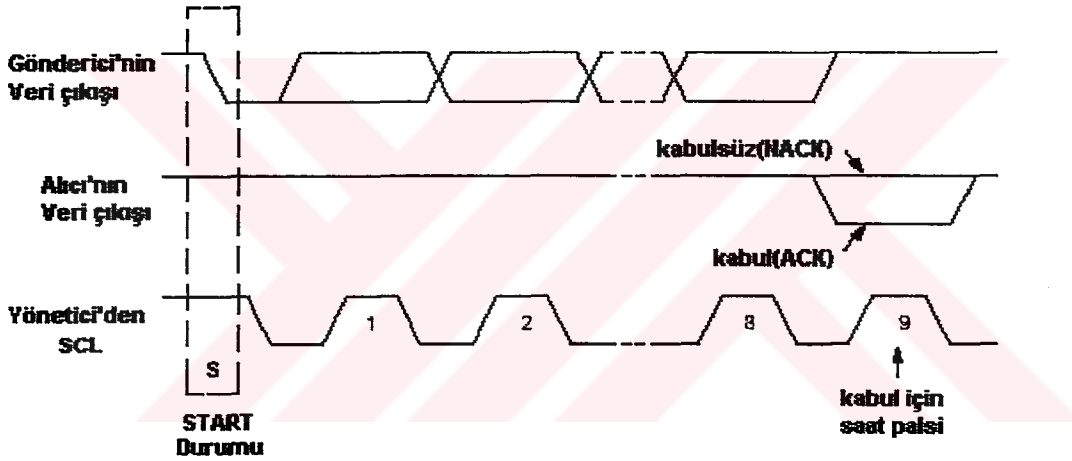 Gönderici'nin
Veri çıkışı
kabulsüz(NACK)
Alıcı'nın
Veri çıkışı
kabul(ACK)
Yönetici'den
SCL
1
2
8
9
S
START
Durumu
kabul için
saat palsi